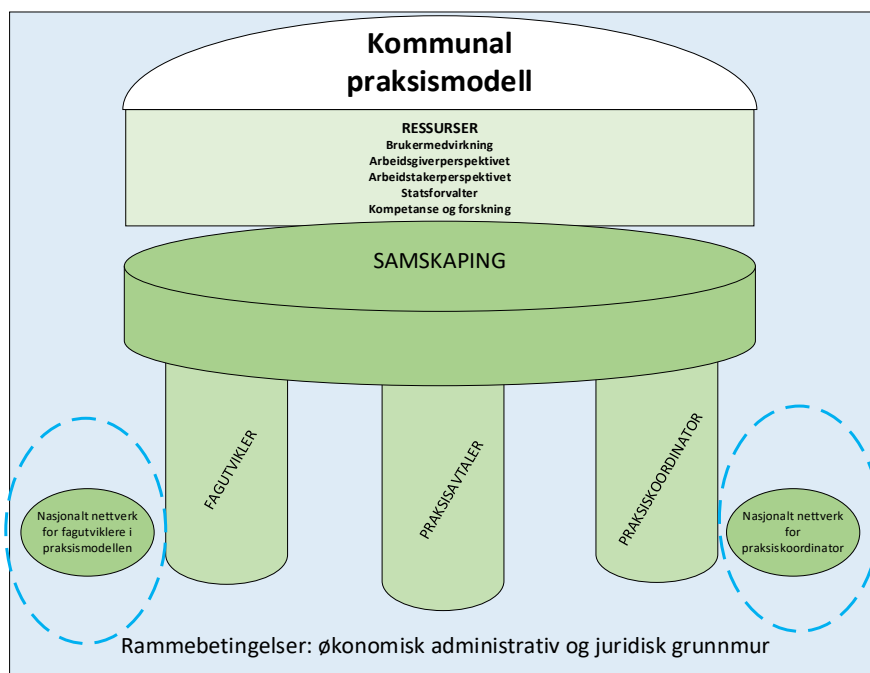 Kommunal
praksismodell
RESSURSER
Brukermedvirkning
Arbeidsgiverperspektivet
Arbeidstakerperspektivet
Statsforvalter
Kompetanse og forskning
SAMSKAPING
FAGUTVIKLER
PRAKSISAVTALER
PRAKSISKOORDINATOR
Nasjonalt nettverk
for fagutviklere i
praksismodellen
Nasjonalt nettverk
for
praksiskoordinator
Rammebetingelser: økonomisk administrativ og juridisk grunnmur